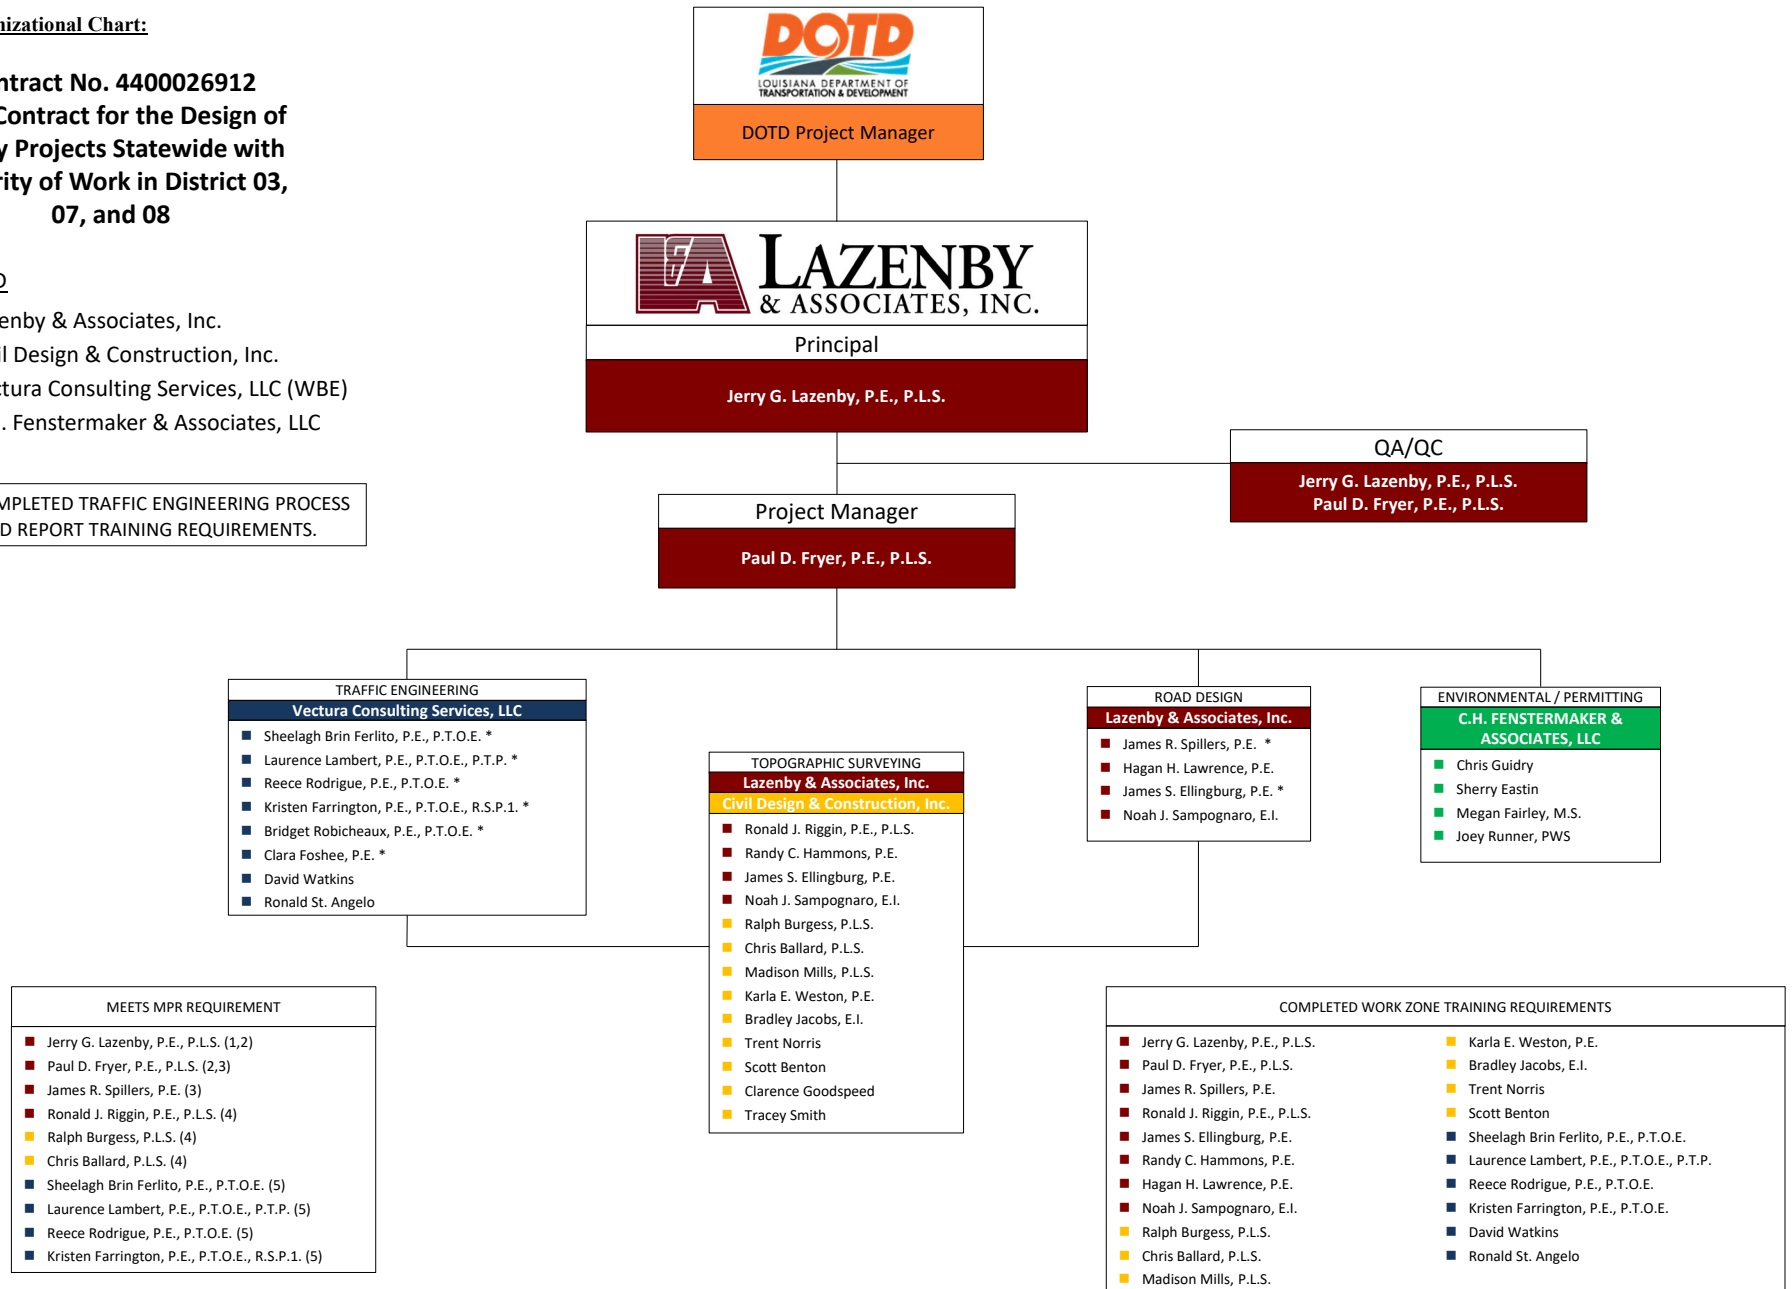 nizational Chart:
ntract No. 4400026912
Contract for the Design of
y Projects Statewide with
rity of Work in District 03,
07, and 08
D
enby & Associates, Inc.
il Design & Construction, Inc.
ctura Consulting Services, LLC (WBE)
. Fenstermaker & Associates, LLC
MPLETED TRAFFIC ENGINEERING PROCESS
D REPORT TRAINING REQUIREMENTS.
DOTD
LOUISIANA DEPARTMENT OF
TRANSPORTATION & DEVELOPMENT
DOTD Project Manager
L&A LAZENBY
& ASSOCIATES, INC.
Principal
Jerry G. Lazenby, P.E., P.L.S.
QA/QC
Jerry G. Lazenby, P.E., P.L.S.
Paul D. Fryer, P.E., P.L.S.
Project Manager
Paul D. Fryer, P.E., P.L.S.
TRAFFIC ENGINEERING
Vectura Consulting Services, LLC
Sheelagh Brin Ferlito, P.E., P.T.O.E. *
Laurence Lambert, P.E., P.T.O.E., P.T.P. *
Reece Rodrigue, P.E., P.T.O.E. *
Kristen Farrington, P.E., P.T.O.E., R.S.P.1. *
Bridget Robicheaux, P.E., P.T.O.E. *
Clara Foshee, P.E. *
David Watkins
Ronald St. Angelo
TOPOGRAPHIC SURVEYING
Lazenby & Associates, Inc.
Civil Design & Construction, Inc.
Ronald J. Riggin, P.E., P.L.S.
Randy C. Hammons, P.E.
James S. Ellingburg, P.E.
Noah J. Sampognaro, E.I.
Ralph Burgess, P.L.S.
Chris Ballard, P.L.S.
Madison Mills, P.L.S.
Karla E. Weston, P.E.
Bradley Jacobs, E.I.
Trent Norris
Scott Benton
Clarence Goodspeed
Tracey Smith
ROAD DESIGN
Lazenby & Associates, Inc.
James R. Spillers, P.E. *
Hagan H. Lawrence, P.E.
James S. Ellingburg, P.E. *
Noah J. Sampognaro, E.I.
ENVIRONMENTAL / PERMITTING
C.H. FENSTERMAKER &
ASSOCIATES, LLC
Chris Guidry
Sherry Eastin
Megan Fairley, M.S.
Joey Runner, PWS
MEETS MPR REQUIREMENT
Jerry G. Lazenby, P.E., P.L.S. (1,2)
Paul D. Fryer, P.E., P.L.S. (2,3)
James R. Spillers, P.E. (3)
Ronald J. Riggin, P.E., P.L.S. (4)
Ralph Burgess, P.L.S. (4)
Chris Ballard, P.L.S. (4)
Sheelagh Brin Ferlito, P.E., P.T.O.E. (5)
Laurence Lambert, P.E., P.T.O.E., P.T.P. (5)
Reece Rodrigue, P.E., P.T.O.E. (5)
Kristen Farrington, P.E., P.T.O.E., R.S.P.1. (5)
COMPLETED WORK ZONE TRAINING REQUIREMENTS
Jerry G. Lazenby, P.E., P.L.S.
Paul D. Fryer, P.E., P.L.S.
James R. Spillers, P.E.
Ronald J. Riggin, P.E., P.L.S.
James S. Ellingburg, P.E.
Randy C. Hammons, P.E.
Hagan H. Lawrence, P.E.
Noah J. Sampognaro, E.I.
Ralph Burgess, P.L.S.
Chris Ballard, P.L.S.
Madison Mills, P.L.S.
Karla E. Weston, P.E.
Bradley Jacobs, E.I.
Trent Norris
Scott Benton
Sheelagh Brin Ferlito, P.E., P.T.O.E.
Laurence Lambert, P.E., P.T.O.E., P.T.P.
Reece Rodrigue, P.E., P.T.O.E.
Kristen Farrington, P.E., P.T.O.E.
David Watkins
Ronald St. Angelo